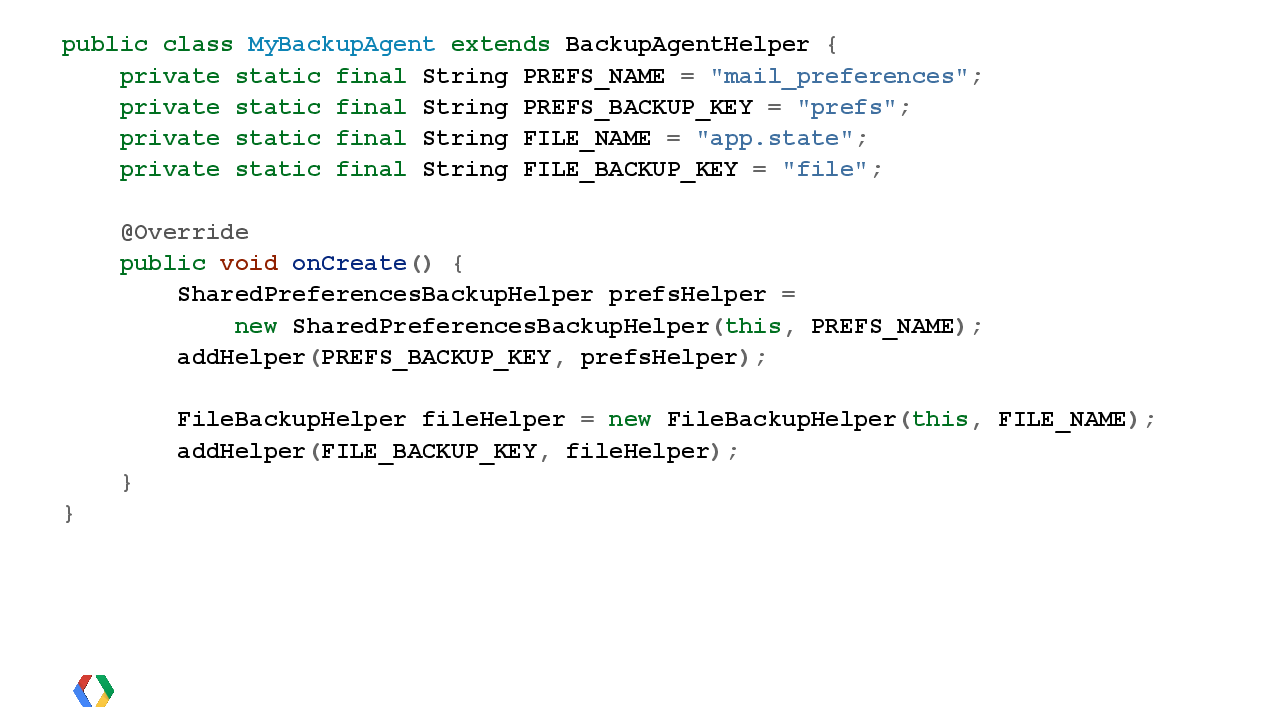 public class MyBackupAgent extends BackupAgentHelper {
    private static final String PREFS_NAME = "mail_preferences";
    private static final String PREFS_BACKUP_KEY = "prefs";
    private static final String FILE_NAME = "app.state";
    private static final String FILE_BACKUP_KEY = "file";

    @Override
    public void onCreate() {
        SharedPreferencesBackupHelper prefsHelper =
            new SharedPreferencesBackupHelper(this, PREFS_NAME);
        addHelper(PREFS_BACKUP_KEY, prefsHelper);

        FileBackupHelper fileHelper = new FileBackupHelper(this, FILE_NAME);
        addHelper(FILE_BACKUP_KEY, fileHelper);
    }
}